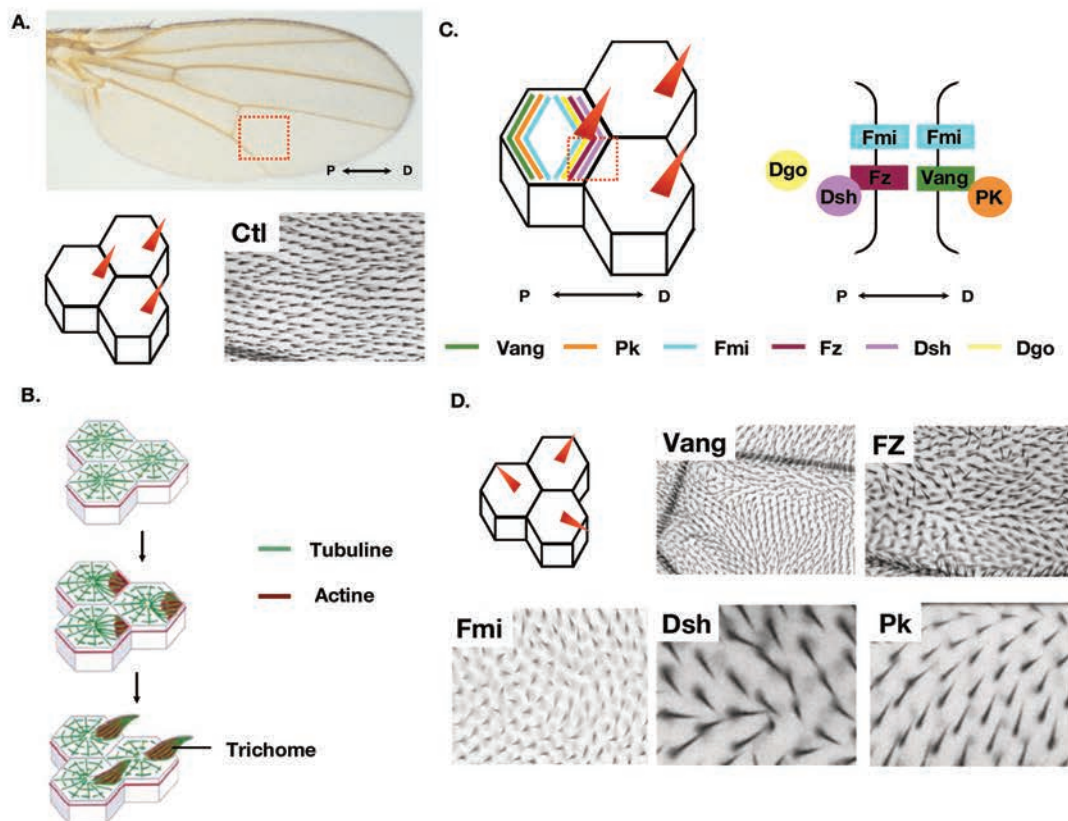 A.
P D
Ctl
B.
Tubuline
Actine
Trichome
C.
Fmi Fmi
Dgo Fz Vang
Dsh PK
P D P D
Vang Pk Fmi Fz Dsh Dgo
D.
Vang FZ
Fmi Dsh Pk